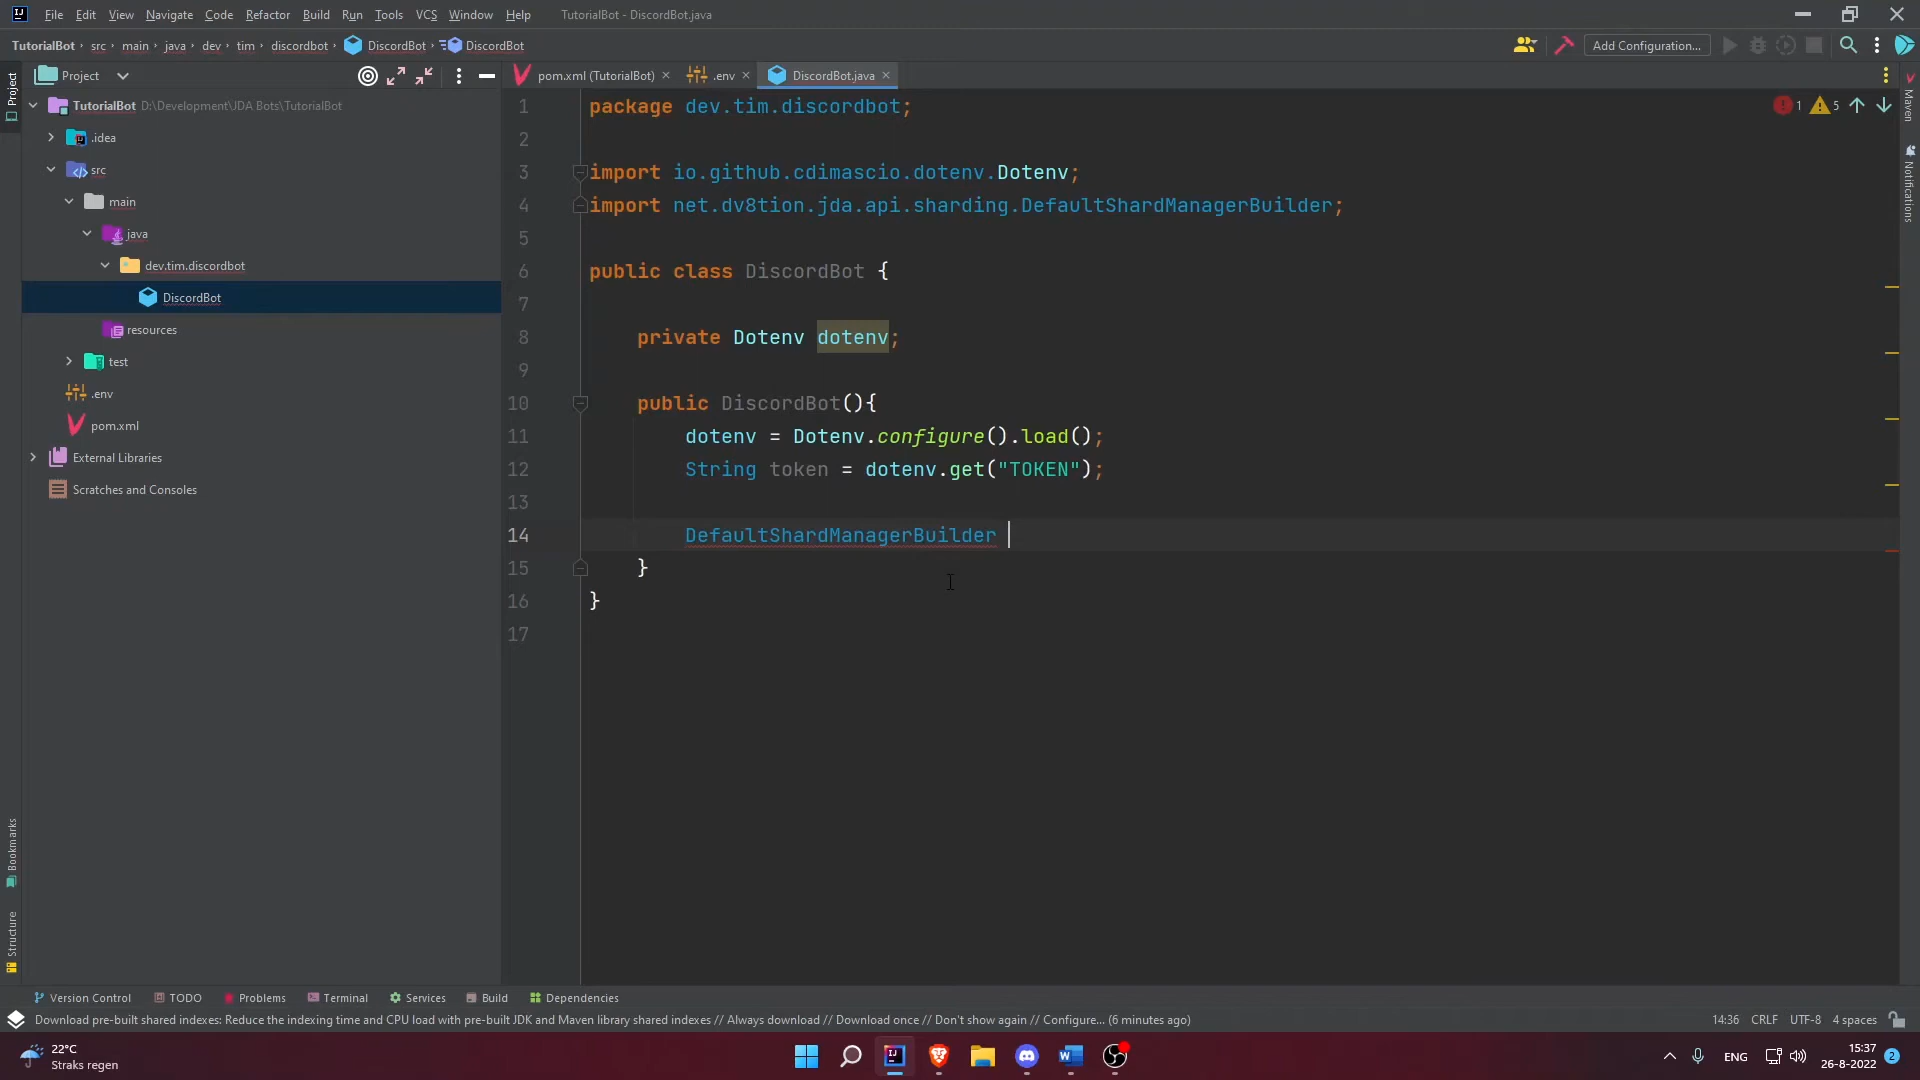 File Edit View Navigate Code Refactor Build Run Tools VCS Window Help TutorialBot - DiscordBot.java
TutorialBot src main java dev tim discordbot DiscordBot DiscordBot Add Configuration...
Project
pom.xml (TutorialBot) .env DiscordBot.java
Project
TutorialBot D:\Development\JDA Bots\TutorialBot
.idea
src
main
java
dev.tim.discordbot
DiscordBot
resources
test
.env
pom.xml
External Libraries
Scratches and Consoles
Bookmarks
Structure
1 package dev.tim.discordbot;
2
3 import io.github.cdimascio.dotenv.Dotenv;
4 import net.dv8tion.jda.api.sharding.DefaultShardManagerBuilder;
5
6 public class DiscordBot {
7
8 private Dotenv dotenv;
9
10 public DiscordBot(){
11 dotenv = Dotenv.configure().load();
12 String token = dotenv.get("TOKEN");
13
14 DefaultShardManagerBuilder
15 }
16 }
17
1 5
Maven
Notifications
Version Control TODO Problems Terminal Services Build Dependencies
Download pre-built shared indexes: Reduce the indexing time and CPU load with pre-built JDK and Maven library shared indexes // Always download // Download once // Don't show again // Configure... (6 minutes ago) 14:36 CRLF UTF-8 4 spaces
22°C
Straks regen
ENG
15:37
26-8-2022
2